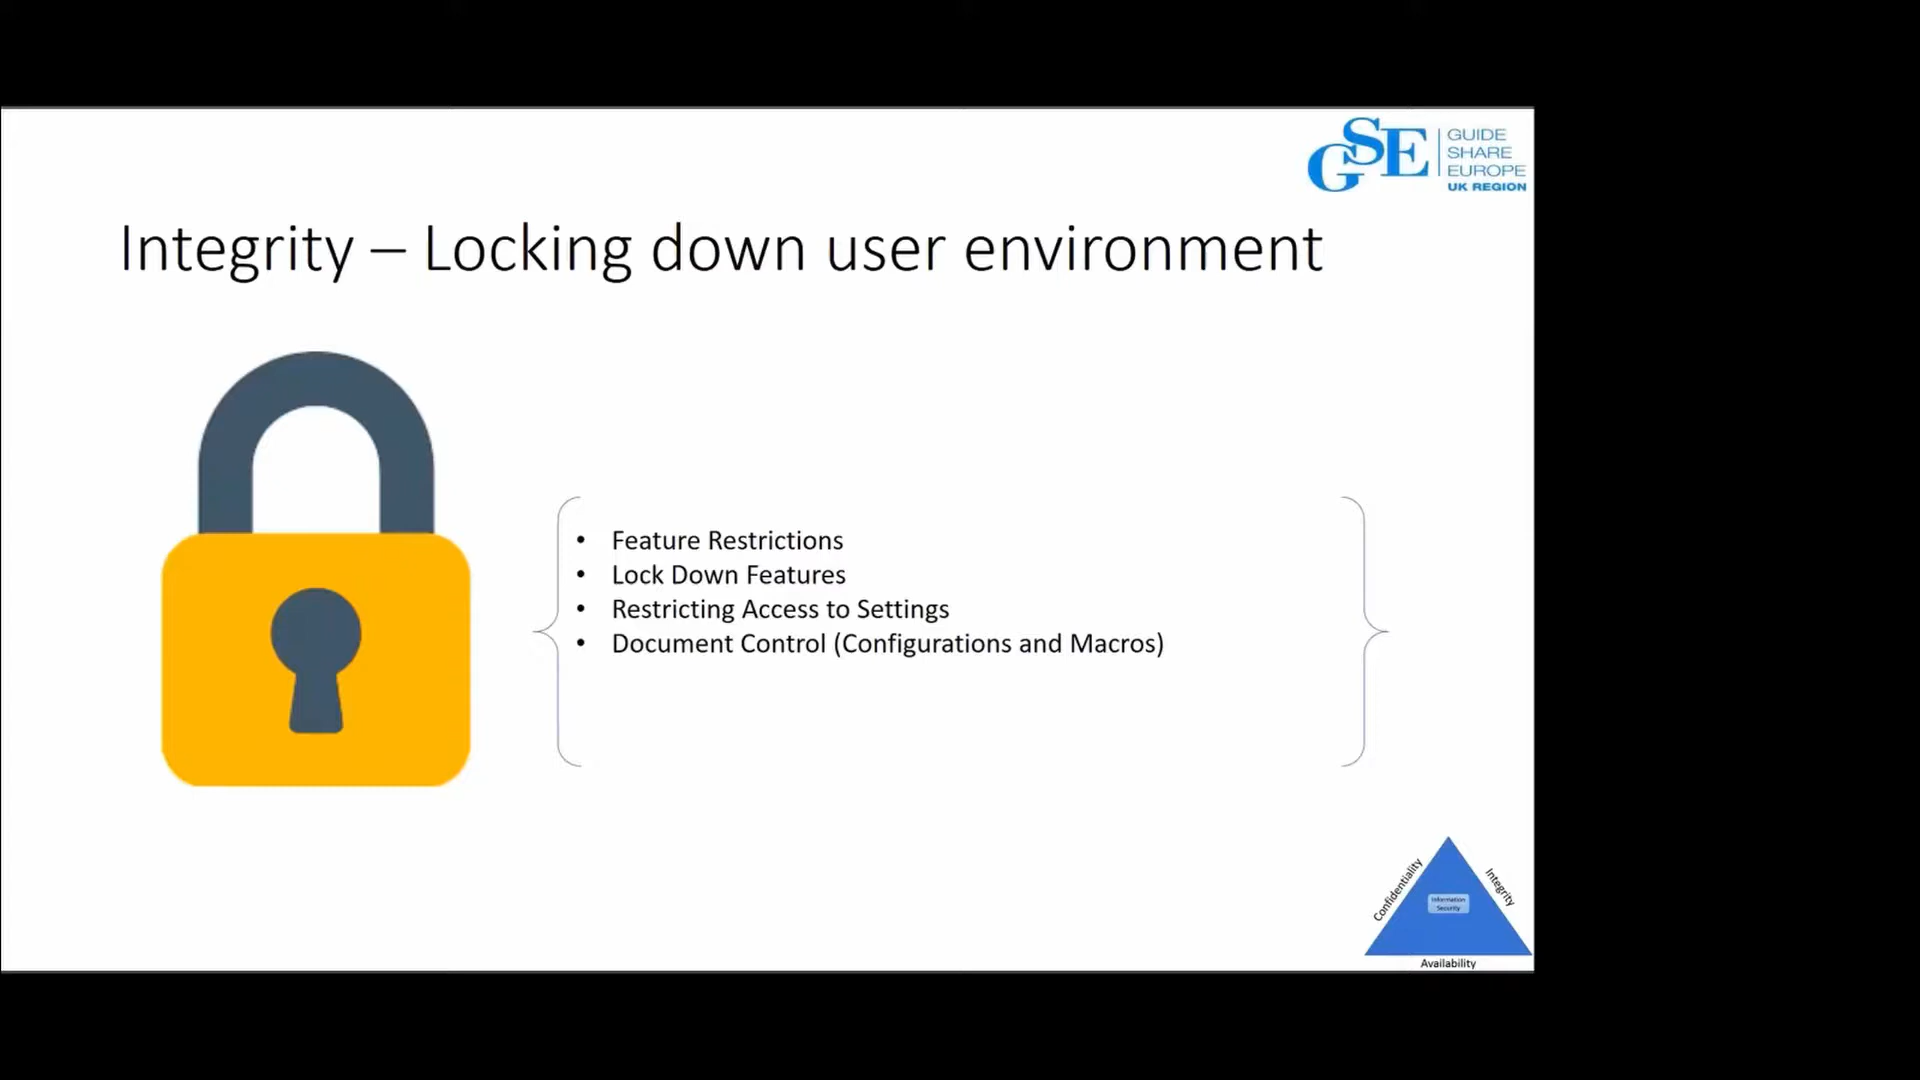 GSE
GUIDE
SHARE
EUROPE
UK REGION
Integrity – Locking down user environment
• Feature Restrictions
• Lock Down Features
• Restricting Access to Settings
• Document Control (Configurations and Macros)
Confidentiality
Integrity
Information
Security
Availability